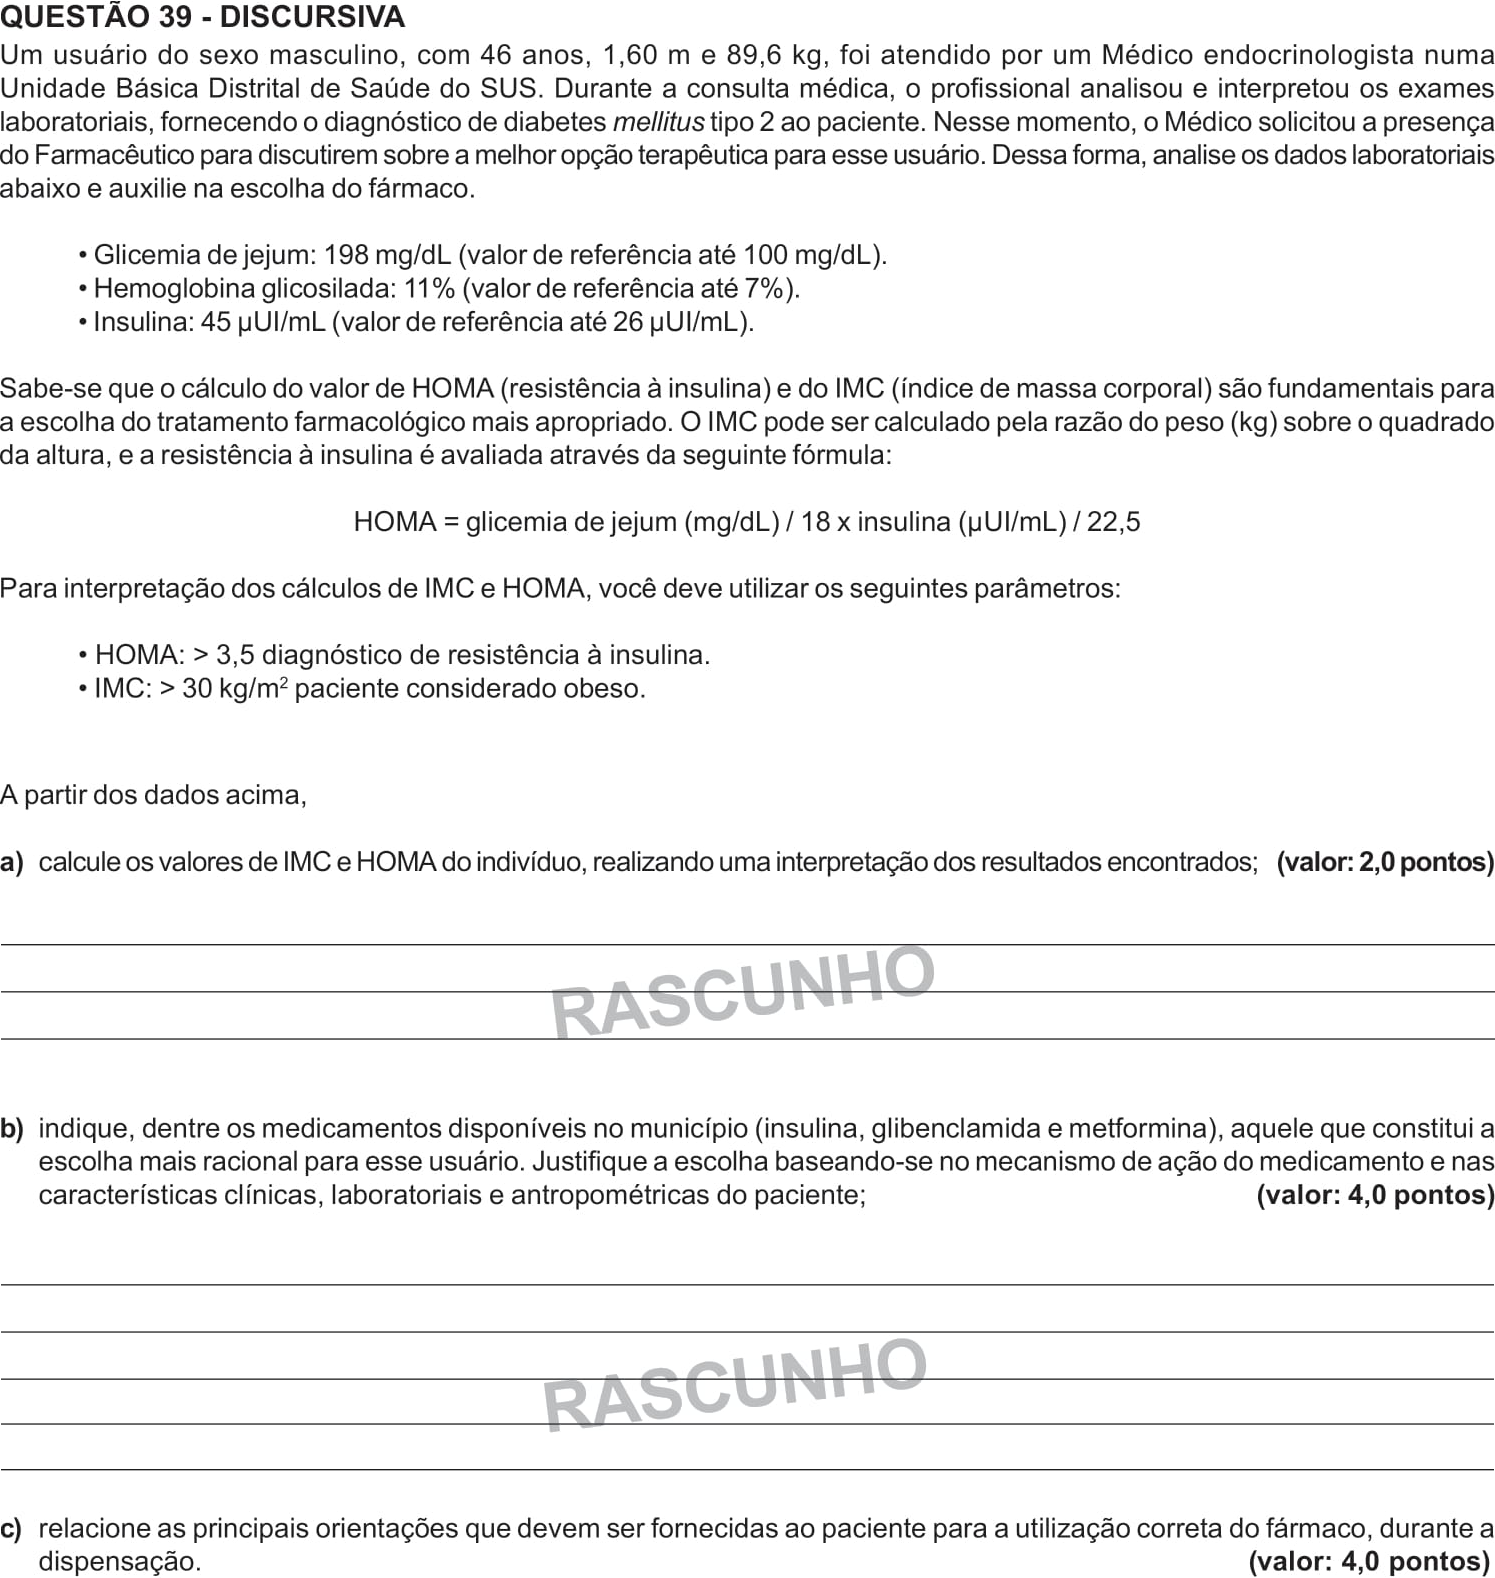 QUESTÃO 39 - DISCURSIVA
Um usuário do sexo masculino, com 46 anos, 1,60 m e 89,6 kg, foi atendido por um Médico endocrinologista numa
Unidade Básica Distrital de Saúde do SUS. Durante a consulta médica, o profissional analisou e interpretou os exames
laboratoriais, fornecendo o diagnóstico de diabetes mellitus tipo 2 ao paciente. Nesse momento, o Médico solicitou a presença
do Farmacêutico para discutirem sobre a melhor opção terapêutica para esse usuário. Dessa forma, analise os dados laboratoriais
abaixo e auxilie na escolha do fármaco.
• Glicemia de jejum: 198 mg/dL (valor de referência até 100 mg/dL).
• Hemoglobina glicosilada: 11% (valor de referência até 7%).
• Insulina: 45 μUI/mL (valor de referência até 26 μUI/mL).
Sabe-se que o cálculo do valor de HOMA (resistência à insulina) e do IMC (índice de massa corporal) são fundamentais para
a escolha do tratamento farmacológico mais apropriado. O IMC pode ser calculado pela razão do peso (kg) sobre o quadrado
da altura, e a resistência à insulina é avaliada através da seguinte fórmula:
HOMA = glicemia de jejum (mg/dL) / 18 x insulina (μUI/mL) / 22,5
Para interpretação dos cálculos de IMC e HOMA, você deve utilizar os seguintes parâmetros:
• HOMA: > 3,5 diagnóstico de resistência à insulina.
• IMC: > 30 kg/m² paciente considerado obeso.
A partir dos dados acima,
a) calcule os valores de IMC e HOMA do indivíduo, realizando uma interpretação dos resultados encontrados; (valor: 2,0 pontos)
RASCUNHO
b) indique, dentre os medicamentos disponíveis no município (insulina, glibenclamida e metformina), aquele que constitui a
escolha mais racional para esse usuário. Justifique a escolha baseando-se no mecanismo de ação do medicamento e nas
características clínicas, laboratoriais e antropométricas do paciente; (valor: 4,0 pontos)
RASCUNHO
c) relacione as principais orientações que devem ser fornecidas ao paciente para a utilização correta do fármaco, durante a
dispensação. (valor: 4,0 pontos)